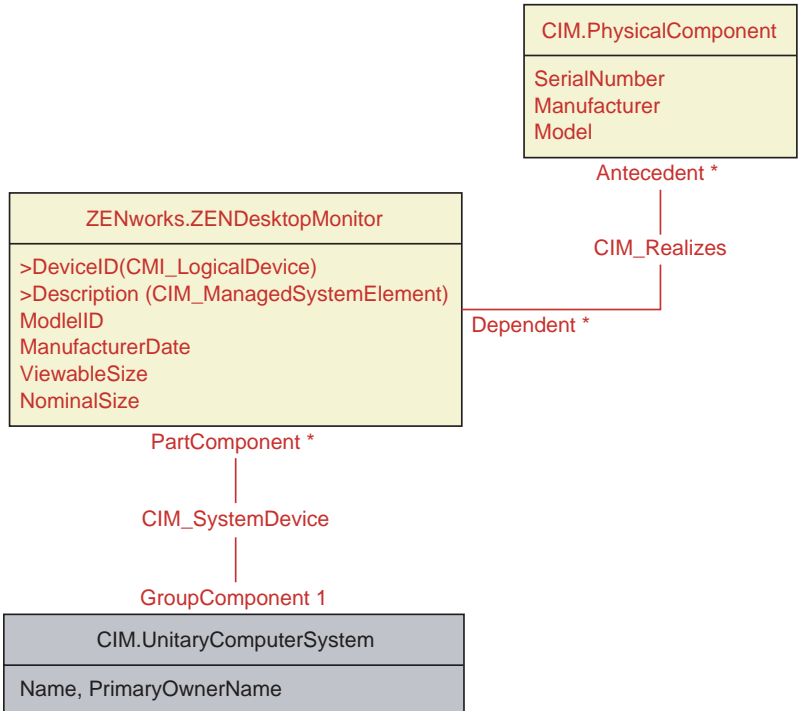 CIM.PhysicalComponent
SerialNumber
Manufacturer
Model
Antecedent *
CIM_Realizes
Dependent *
ZENworks.ZENDesktopMonitor
>DeviceID(CMI_LogicalDevice)
>Description (CIM_ManagedSystemElement)
ModlelID
ManufacturerDate
ViewableSize
NominalSize
PartComponent *
CIM_SystemDevice
GroupComponent 1
CIM.UnitaryComputerSystem
Name, PrimaryOwnerName